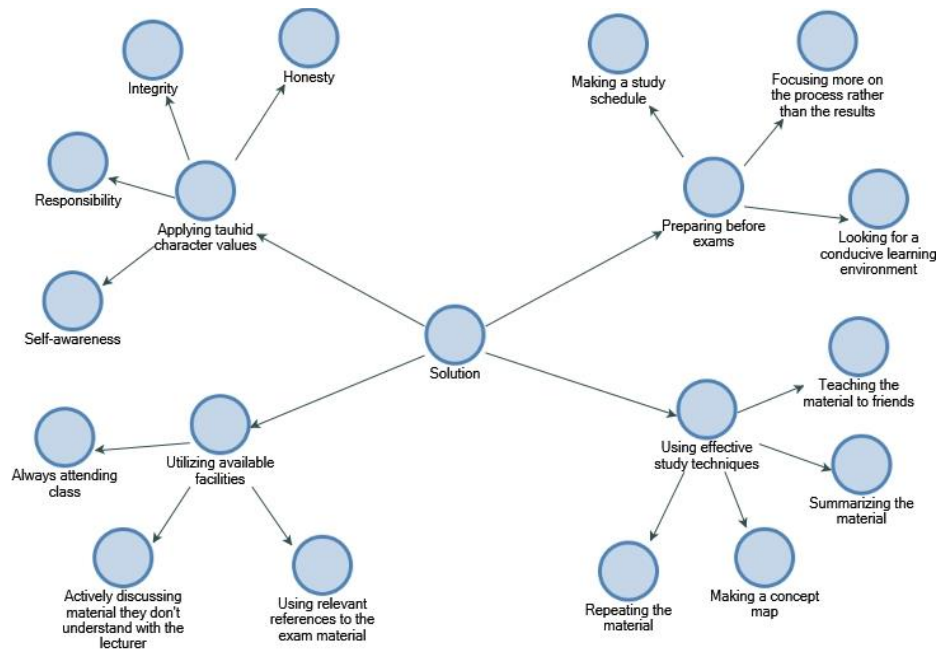 Integrity
Honesty
Responsibility
Applying tauhid
character values
Self-awareness
Making a study
schedule
Focusing more on
the process rather
than the results
Preparing before
exams
Looking for a
conducive learning
environment
Solution
Utilizing available
facilities
Always attending
class
Actively discussing
material they don't
understand with the
lecturer
Using relevant
references to the
exam material
Using effective
study techniques
Teaching the
material to friends
Summarizing the
material
Making a concept
map
Repeating the
material